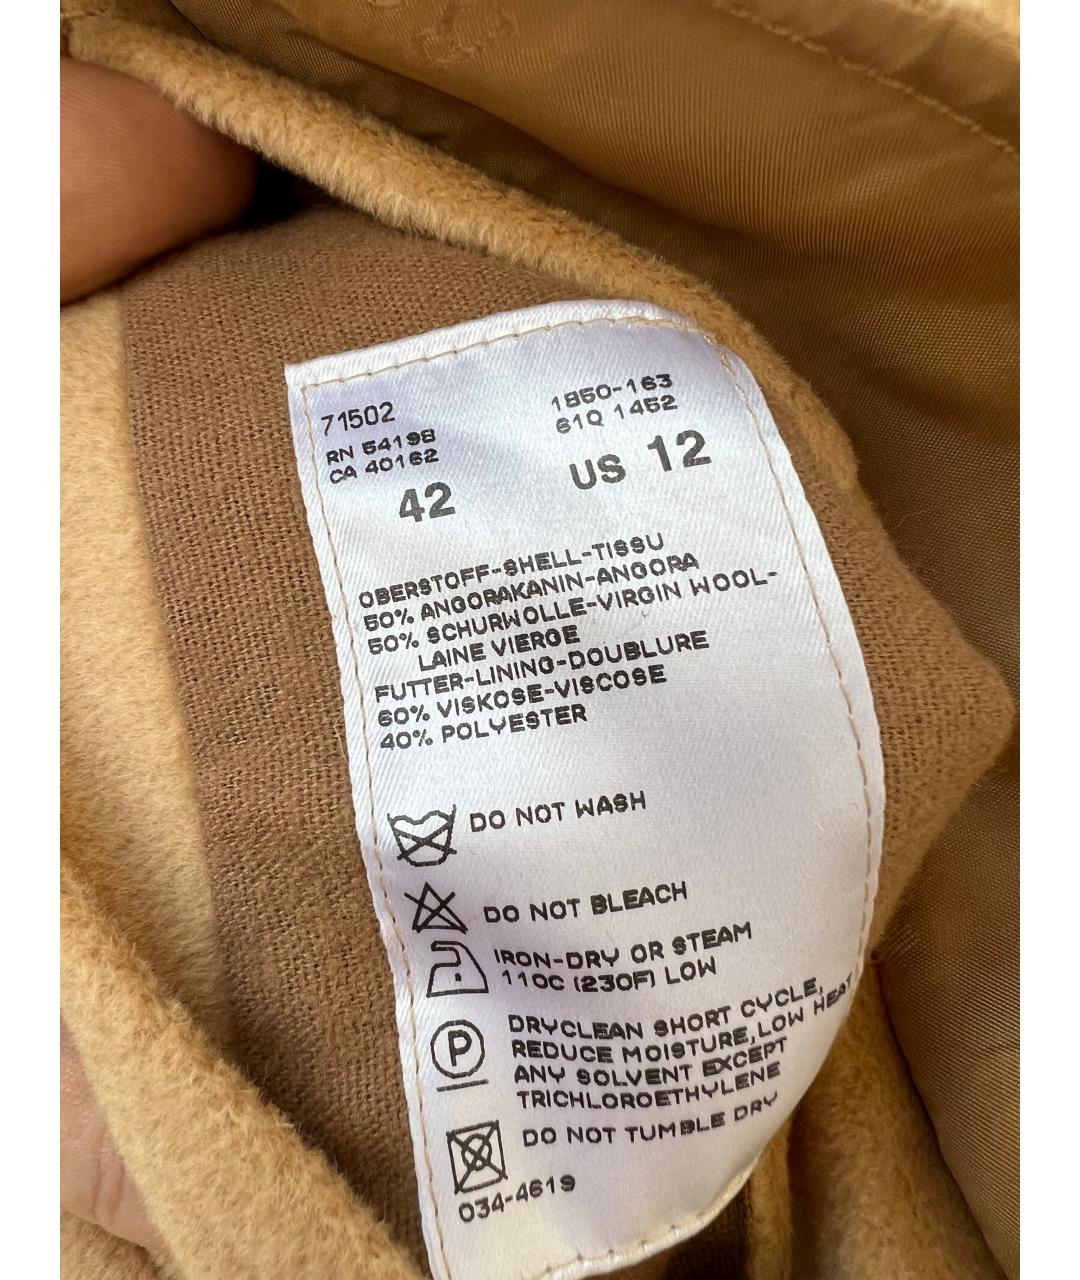 71502
1850-163
RN 54198
61Q 1452
CA 40162
42
US 12
OBERSTOFF-SHELL-TISSU
50% ANGORAKANIN-ANGORA
50% SCHURWOLLE-VIRGIN WOOL-
LAINE VIERGE
FUTTER-LINING-DOUBLURE
60% VISKOSE-VISCOSE
40% POLYESTER
DO NOT WASH
DO NOT BLEACH
IRON-DRY OR STEAM
110C (230F) LOW
P
DRYCLEAN SHORT CYCLE,
REDUCE MOISTURE, LOW HEAT,
ANY SOLVENT EXCEPT
TRICHLOROETHYLENE
DO NOT TUMBLE DRY
034-4619